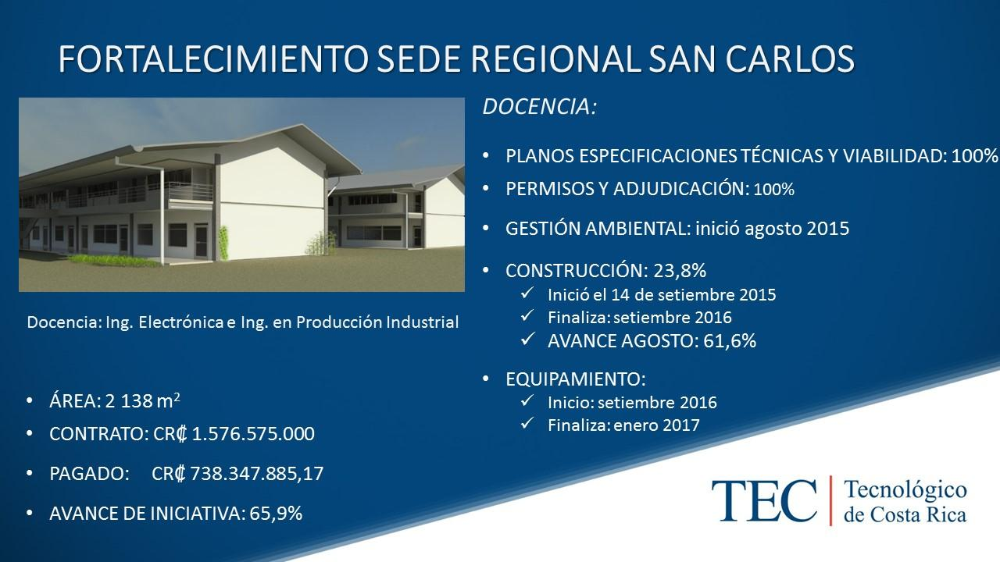 FORTALECIMIENTO SEDE REGIONAL SAN CARLOS
Docencia: Ing. Electrónica e Ing. en Producción Industrial
• ÁREA: 2 138 m²
• CONTRATO: CR₡ 1.576.575.000
• PAGADO: CR₡ 738.347.885,17
• AVANCE DE INICIATIVA: 65,9%
DOCENCIA:
• PLANOS ESPECIFICACIONES TÉCNICAS Y VIABILIDAD: 100%
• PERMISOS Y ADJUDICACIÓN: 100%
• GESTIÓN AMBIENTAL: inició agosto 2015
• CONSTRUCCIÓN: 23,8%
✓ Inició el 14 de setiembre 2015
✓ Finaliza: setiembre 2016
✓ AVANCE AGOSTO: 61,6%
• EQUIPAMIENTO:
✓ Inicio: setiembre 2016
✓ Finaliza: enero 2017
TEC | Tecnológico
de Costa Rica